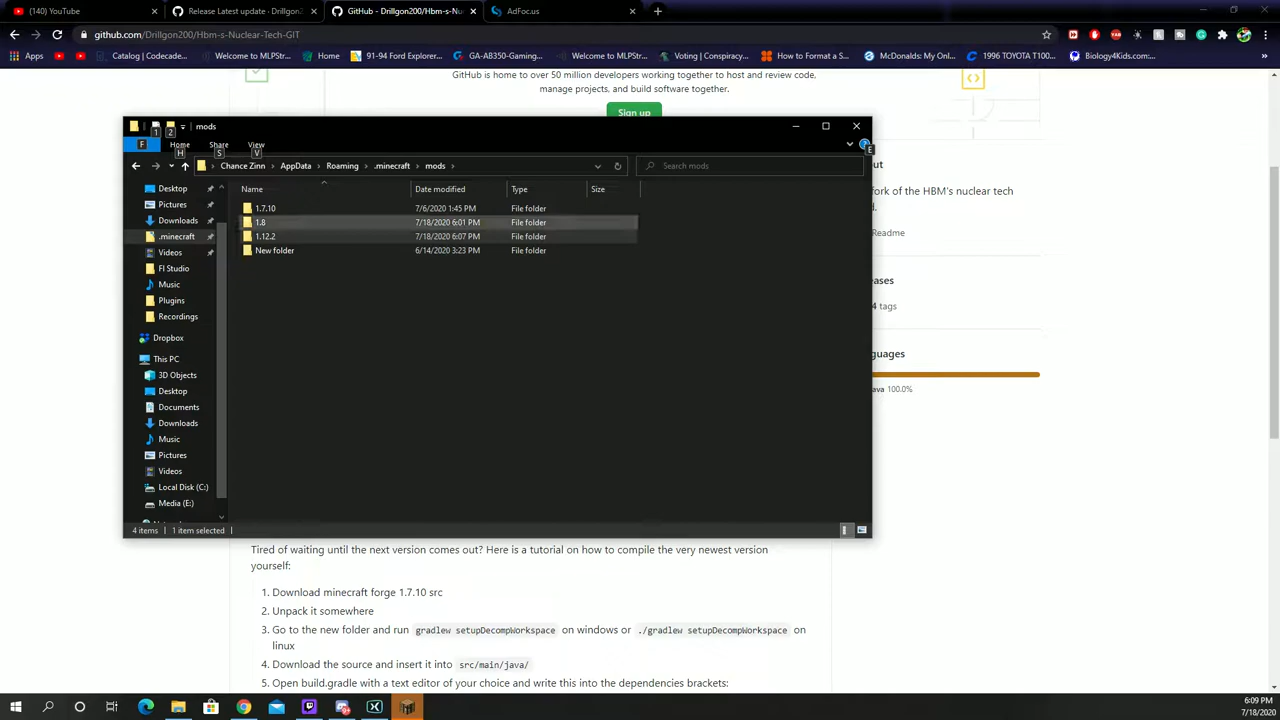 (140) YouTube
Release Latest update · Drillgon2
GitHub - Drillgon200/Hbm-s-Nu
AdFoc.us
github.com/Drillgon200/Hbm-s-Nuclear-Tech-GIT
Apps
Catalog | Codecade...
Welcome to MLPStr...
Home
91-94 Ford Explorer...
GA-AB350-Gaming...
Welcome to MLPStr...
Voting | Conspiracy...
How to Format a S...
McDonalds: My Onl...
1996 TOYOTA T100...
Biology4Kids.com:...
GitHub is home to over 50 million developers working together to host and review code,
manage projects, and build software together.
Sign up
mods
1
2
F
Home
Share
View
H
S
V
E
Chance Zinn
AppData
Roaming
.minecraft
mods
Search mods
Name
Date modified
Type
Size
1.7.10
7/6/2020 1:45 PM
File folder
1.8
7/18/2020 6:01 PM
File folder
1.12.2
7/18/2020 6:07 PM
File folder
New folder
6/14/2020 3:23 PM
File folder
Desktop
Pictures
Downloads
.minecraft
Videos
Fl Studio
Music
Plugins
Recordings
Dropbox
This PC
3D Objects
Desktop
Documents
Downloads
Music
Pictures
Videos
Local Disk (C:)
Media (E:)
4 items
1 item selected
out
fork of the HBM's nuclear tech
d.
Readme
eases
4 tags
guages
ava 100.0%
Tired of waiting until the next version comes out? Here is a tutorial on how to compile the very newest version
yourself:
1. Download minecraft forge 1.7.10 src
2. Unpack it somewhere
3. Go to the new folder and run gradlew setupDecompWorkspace on windows or ./gradlew setupDecompWorkspace on
linux
4. Download the source and insert it into src/main/java/
5. Open build.gradle with a text editor of your choice and write this into the dependencies brackets:
6:09 PM
7/18/2020